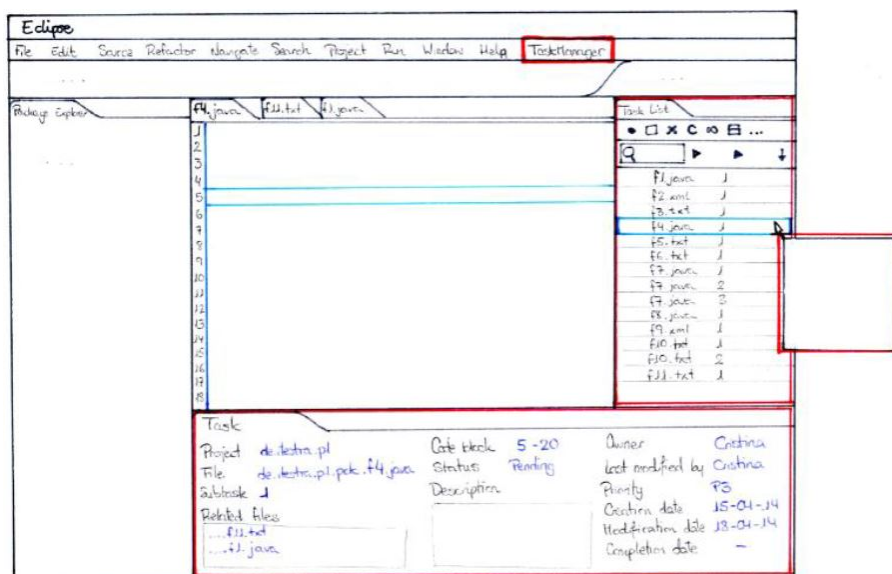 Eclipse
File Edit Source Refactor Navigate Search Project Run Window Help TaskManager
... ...
Package Explorer
...
f4.java f11.txt f1.java
1
2
3
4
5
6
7
8
9
10
11
12
13
14
15
16
17
18
Task List
C ∞ ...
f1.java 1
f2.xml 1
f3.txt 1
f4.java 1
f5.txt 1
f6.txt 1
f7.java 1
f7.java 2
f7.java 3
f8.java 1
f9.xml 1
f10.txt 1
f10.txt 2
f11.txt 1
Task
Project de.testra.pl
File de.testra.pl.pck.f4.java
Subtask 1
Related files
....f11.txt
....f1.java
Code block 5-20
Status Pending
Description
Owner Cristina
Last modified by Cristina
Priority P3
Creation date 15-04-14
Modification date 18-04-14
Completion date -